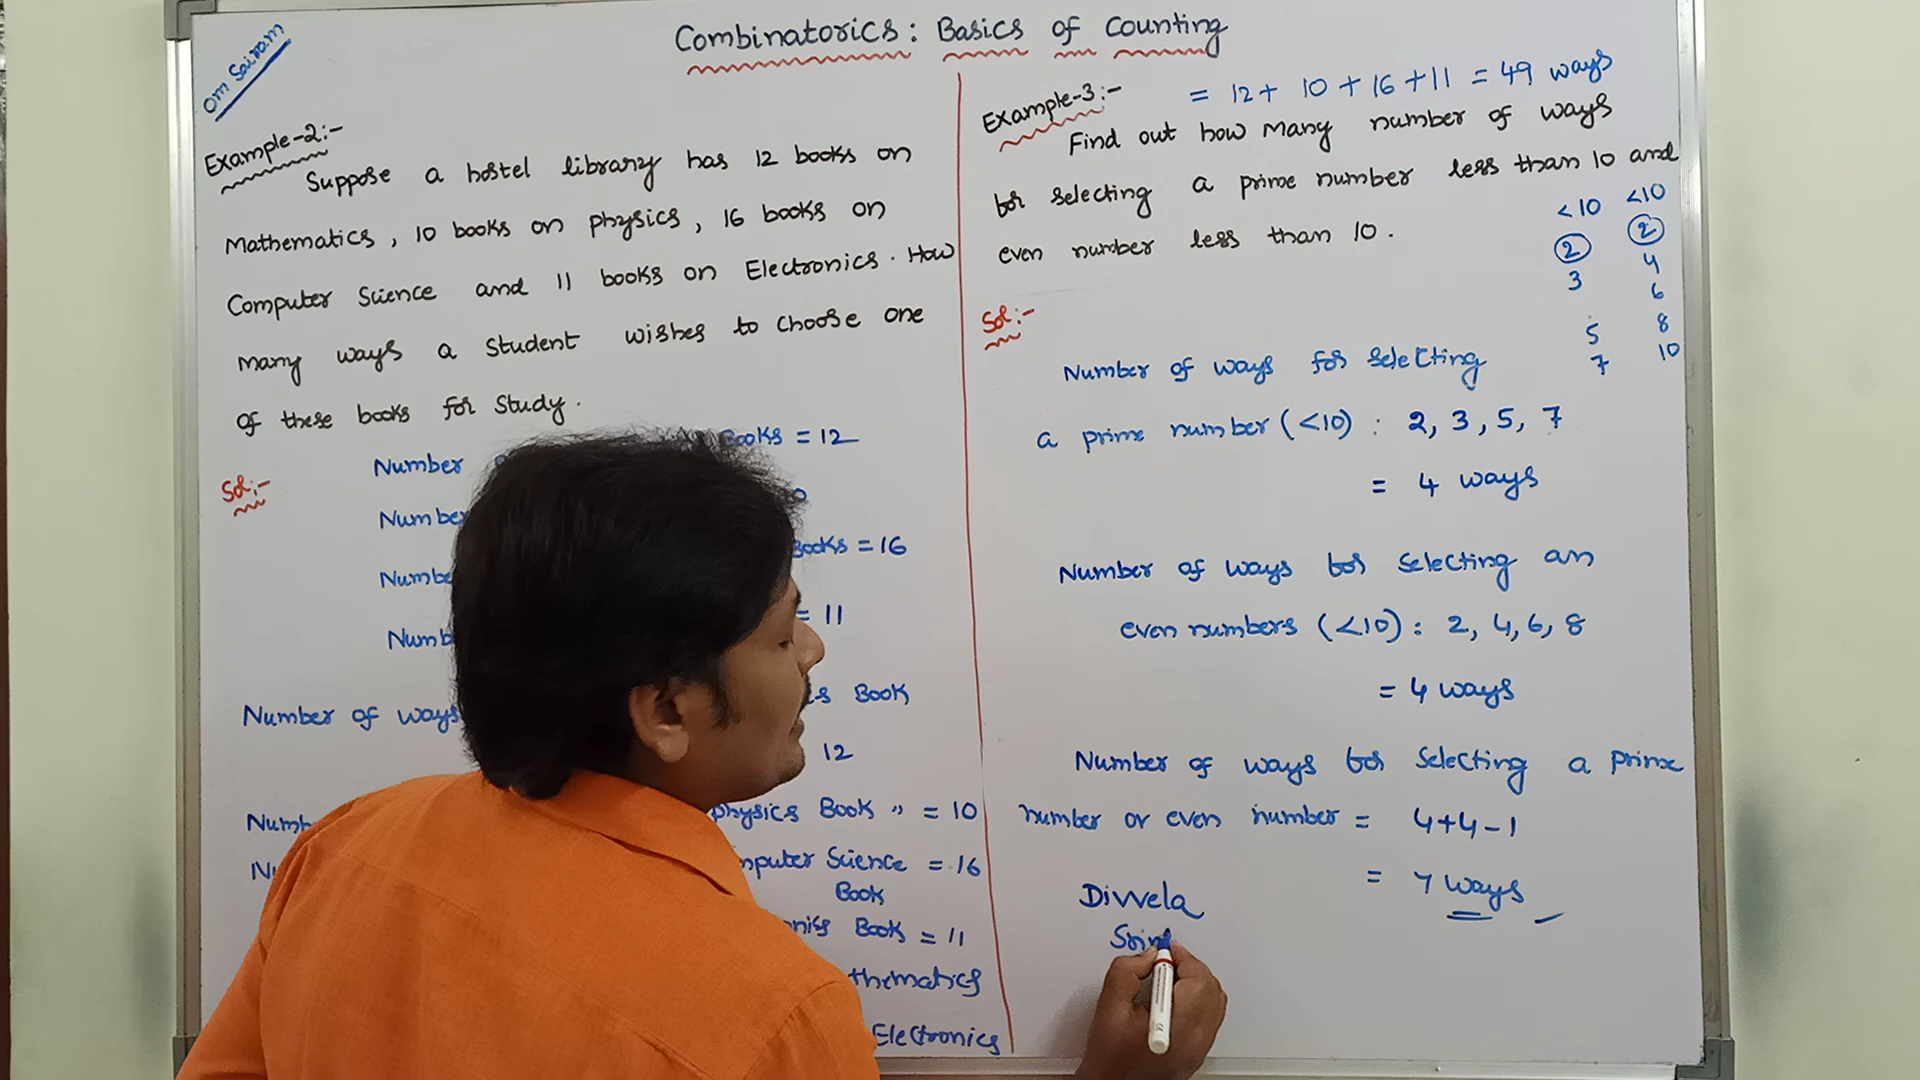 Combinatorics: Basics of Counting
Om Sairam
Example-2:-
Suppose a hostel library has 12 books on
Mathematics, 10 books on physics, 16 books on
Computer Science and 11 books on Electronics. How
many ways a student wishes to choose one
of these books for study.
Sol:-
Number Books = 12
Number
Books = 16
= 11
Number of ways Book
12
physics Book " = 10
Science = 16
Book
Book = 11
Electronics
Example-3:-
= 12+ 10 + 16 + 11 = 49 ways
Find out how many number of ways
for selecting a prime number less than 10 and
even number less than 10.
<10 <10
2 2
3 4
6
5 8
7 10
Sol:-
Number of ways for selecting
a prime number (<10) : 2, 3, 5, 7
= 4 ways
Number of ways for selecting an
even numbers (<10): 2, 4, 6, 8
= 4 ways
Number of ways for selecting a prime
number or even number = 4+4-1
= 7 ways
Divvela